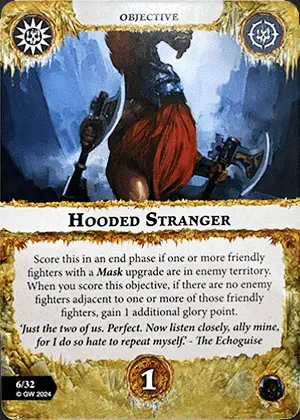 OBJECTIVE
HOODED STRANGER
Score this in an end phase if one or more friendly
fighters with a Mask upgrade are in enemy territory.
When you score this objective, if there are no enemy
fighters adjacent to one or more of those friendly
fighters, gain 1 additional glory point.
'Just the two of us. Perfect. Now listen closely, ally mine,
for I do so hate to repeat myself.' - The Echoguise
6/32
© GW 2024
1